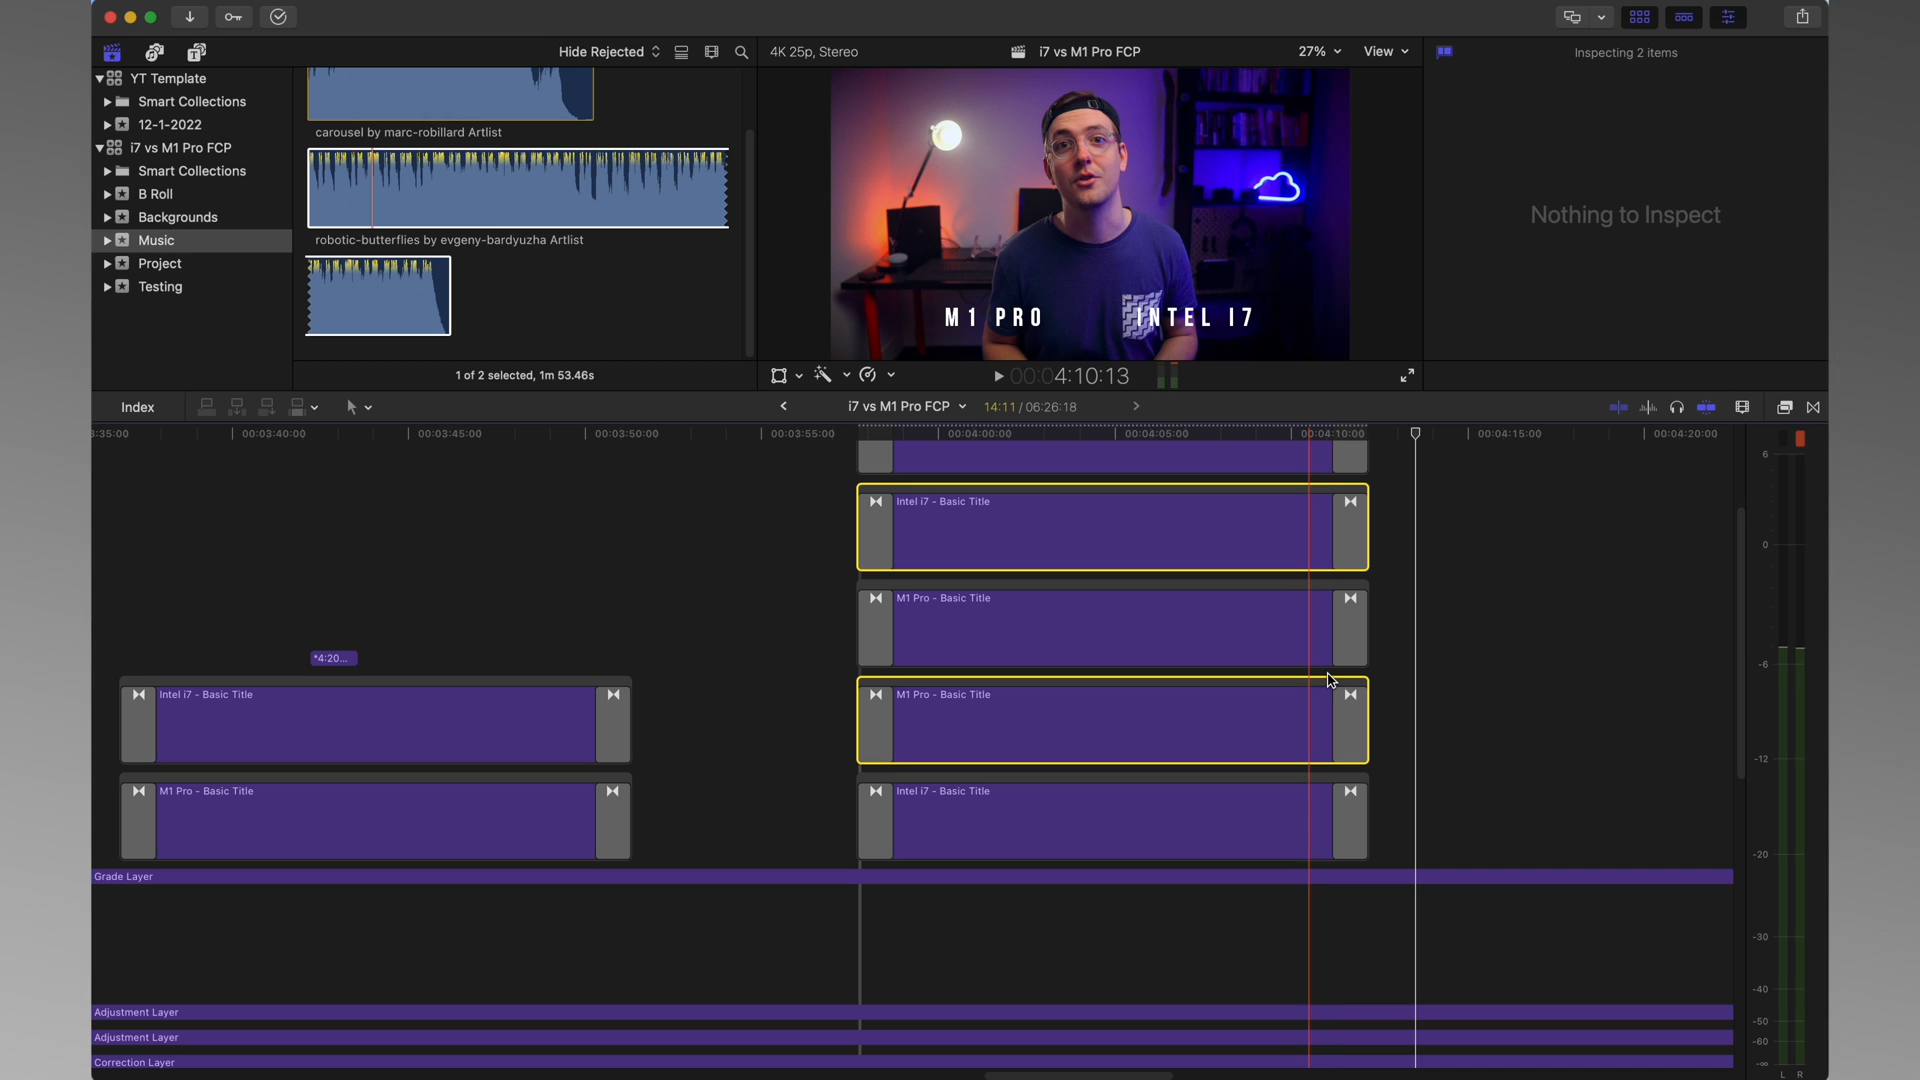 Hide Rejected
4K 25p, Stereo
i7 vs M1 Pro FCP
27%
View
Inspecting 2 items
YT Template
Smart Collections
12-1-2022
i7 vs M1 Pro FCP
Smart Collections
B Roll
Backgrounds
Music
Project
Testing
carousel by marc-robillard Artlist
robotic-butterflies by evgeny-bardyuzha Artlist
1 of 2 selected, 1m 53.46s
M1 PRO
INTEL I7
Nothing to Inspect
00:04:10:13
Index
i7 vs M1 Pro FCP
14:11 / 06:26:18
3:35:00
00:03:40:00
00:03:45:00
00:03:50:00
00:03:55:00
00:04:00:00
00:04:05:00
00:04:10:00
00:04:15:00
00:04:20:00
Intel i7 - Basic Title
M1 Pro - Basic Title
*4:20...
Intel i7 - Basic Title
M1 Pro - Basic Title
M1 Pro - Basic Title
Intel i7 - Basic Title
Grade Layer
Adjustment Layer
Adjustment Layer
Correction Layer
6
0
-6
-12
-20
-30
-40
-50
-60
-∞
L R